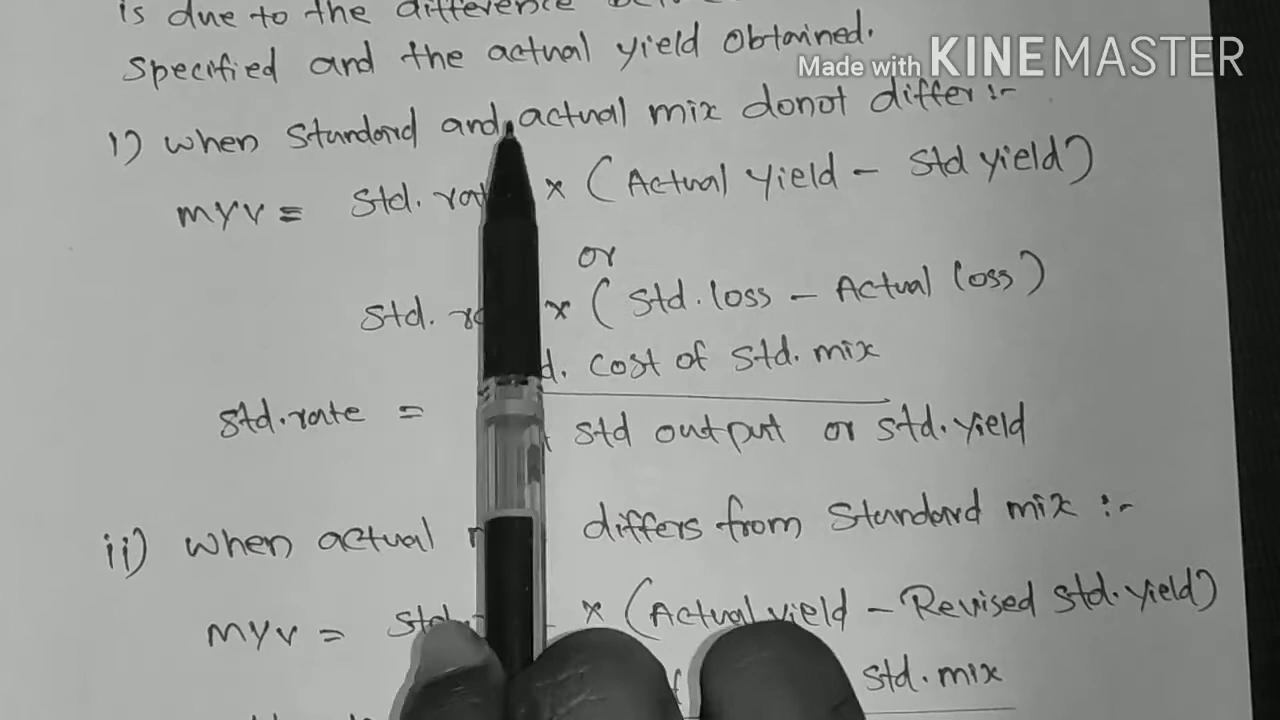 is due to the difference
specified and the actual yield obtained.
Made with KINEMASTER
i) when standard and actual mix donot differ :-
MYV = std. rat × (Actual yield - Std yield)
or
std. × (std. loss - Actual loss)
d. cost of std. mix
std. rate =
std output or std. yield
ii) when actual differs from standard mix :-
MYV = std. × (Actual yield - Revised std. yield)
std. mix